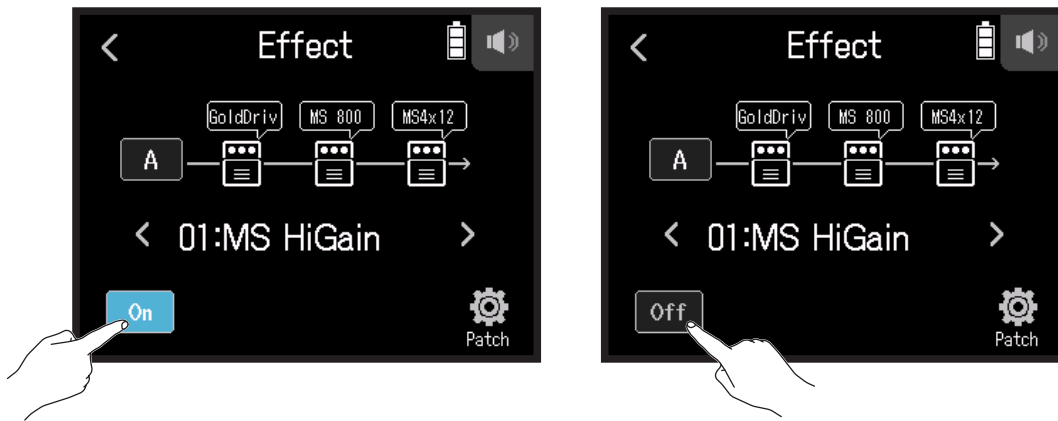 Effect
GoldDriv MS 800 MS4x12
A
01:MS HiGain
On
Patch
Effect
GoldDriv MS 800 MS4x12
A
01:MS HiGain
Off
Patch